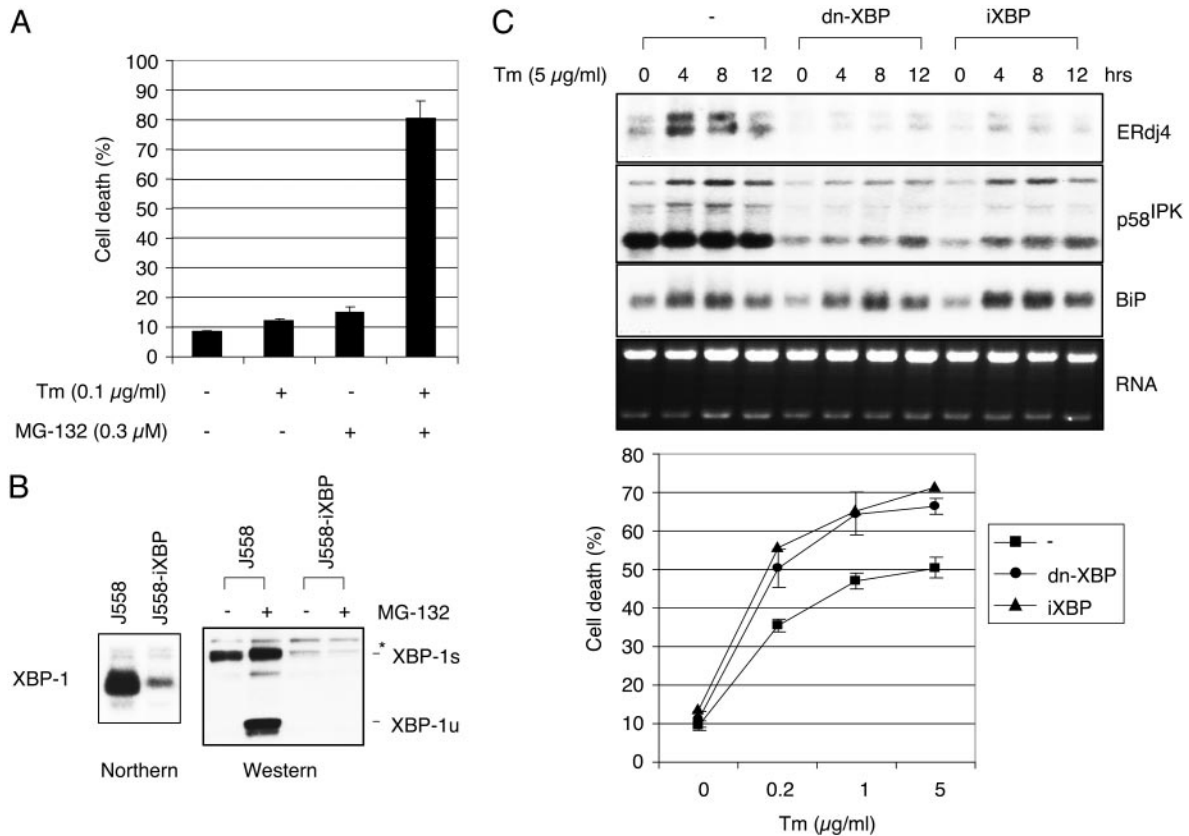 A
100
90
80
70
60
50
40
30
20
10
0
Cell death (%)
Tm (0.1 µg/ml) - + - +
MG-132 (0.3 µM) - - + +
B
J558
J558-iXBP
XBP-1
Northern
J558
J558-iXBP
- + - + MG-132
*
- XBP-1s
- XBP-1u
Western
C
- dn-XBP iXBP
Tm (5 µg/ml) 0 4 8 12 0 4 8 12 0 4 8 12 hrs
ERdj4
p58IPK
BiP
RNA
80
70
60
50
40
30
20
10
0
Cell death (%)
0 0.2 1 5
Tm (µg/ml)
-
dn-XBP
iXBP